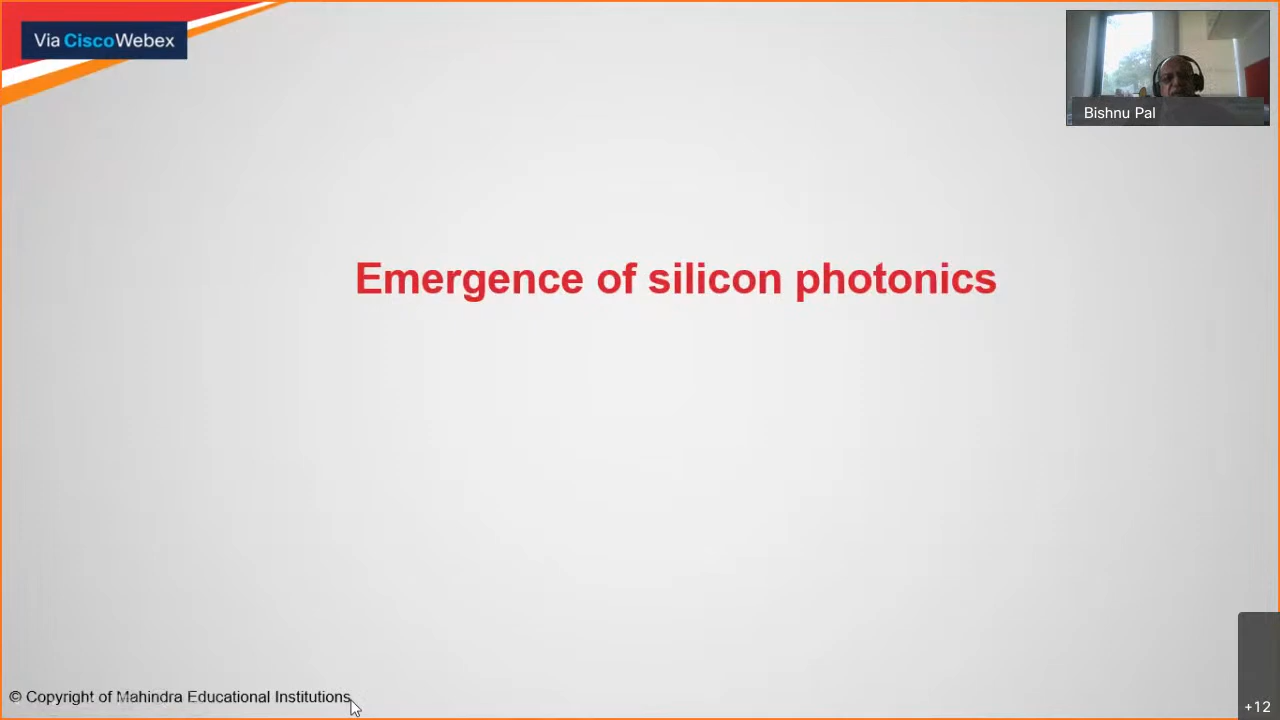 Via CiscoWebex
Bishnu Pal
Emergence of silicon photonics
© Copyright of Mahindra Educational Institutions
+12